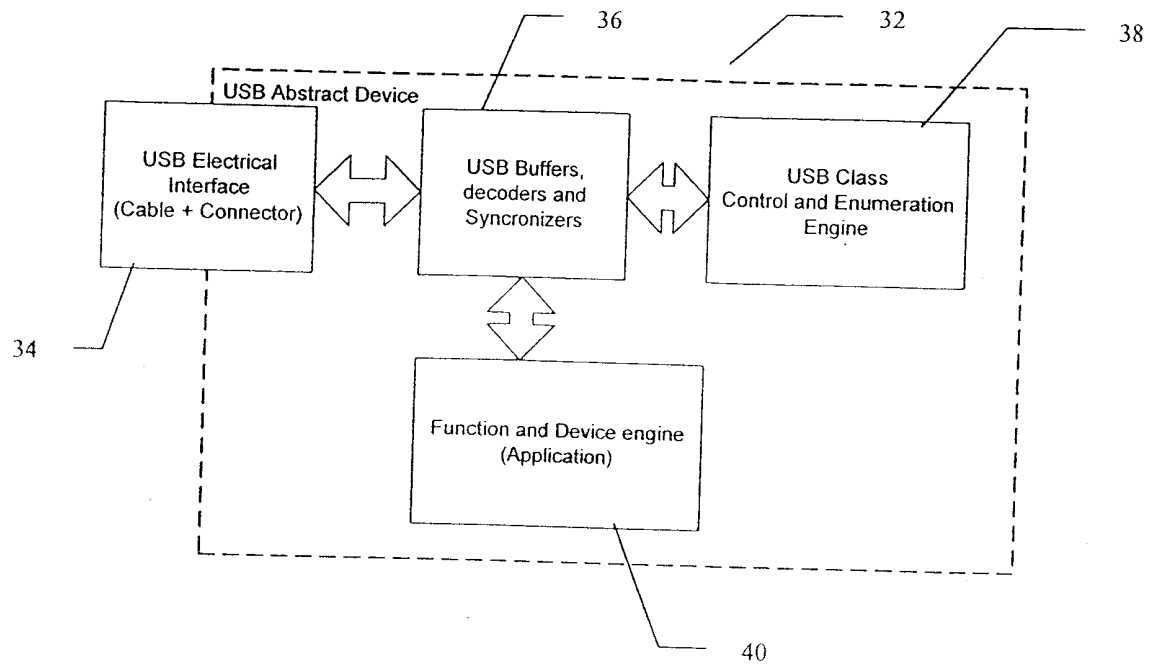 36
32
38
USB Abstract Device
USB Electrical
Interface
(Cable + Connector)
USB Buffers,
decoders and
Syncronizers
USB Class
Control and Enumeration
Engine
34
Function and Device engine
(Application)
40